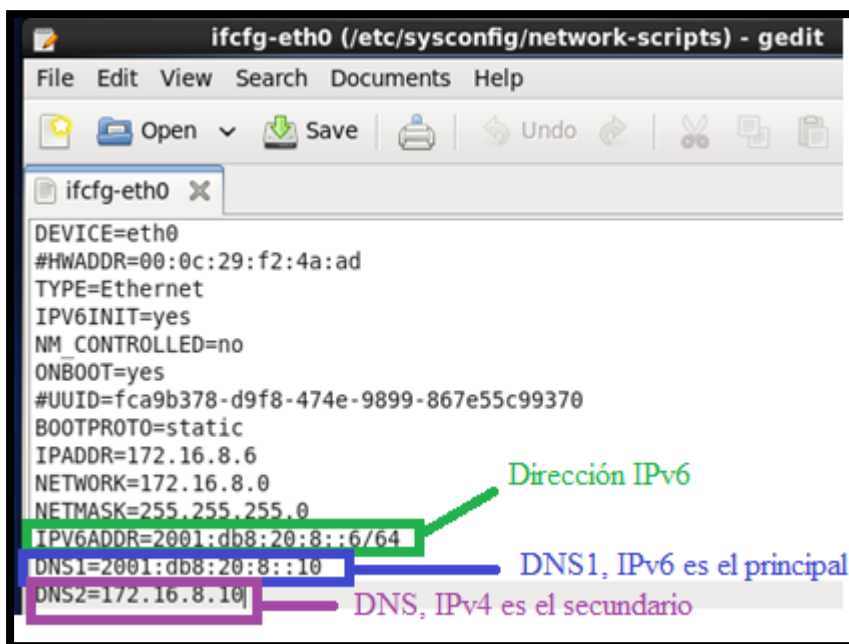 ifcfg-eth0 (/etc/sysconfig/network-scripts) - gedit
File Edit View Search Documents Help
Open Save Undo
ifcfg-eth0
DEVICE=eth0
#HWADDR=00:0c:29:f2:4a:ad
TYPE=Ethernet
IPV6INIT=yes
NM_CONTROLLED=no
ONBOOT=yes
#UUID=fca9b378-d9f8-474e-9899-867e55c99370
BOOTPROTO=static
IPADDR=172.16.8.6
NETWORK=172.16.8.0
Dirección IPv6
NETMASK=255.255.255.0
IPV6ADDR=2001:db8:20:8::6/64
DNS1=2001:db8:20:8::10
DNS1, IPv6 es el principal
DNS2=172.16.8.10
DNS, IPv4 es el secundario